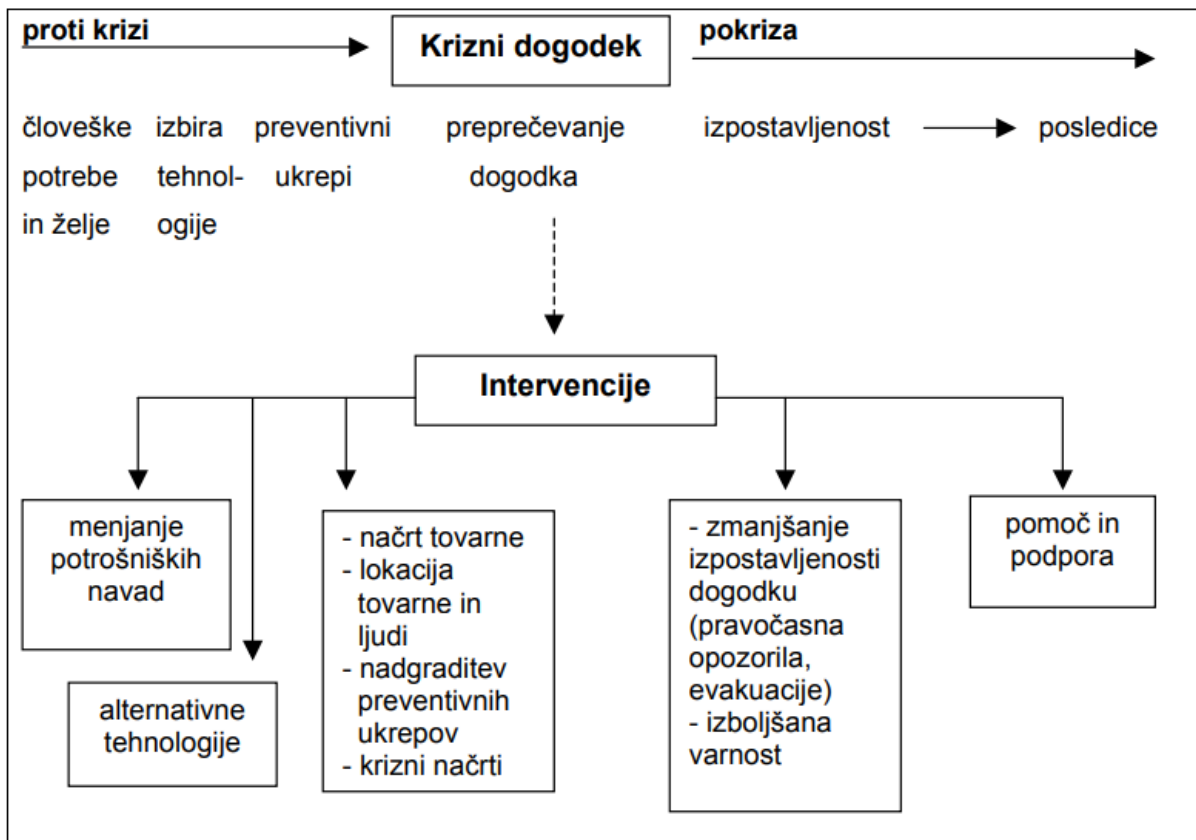 proti krizi
Krizni dogodek
pokriza
človeške izbira preventivni preprečevanje izpostavljenost posledice
potrebe tehnol- ukrepi dogodka
in želje ogije
Intervencije
menjanje
potrošniških
navad
alternativne
tehnologije
- načrt tovarne
- lokacija
tovarne in
ljudi
- nadgraditev
preventivnih
ukrepov
- krizni načrti
- zmanjšanje
izpostavljenosti
dogodku
(pravočasna
opozorila,
evakuacije)
- izboljšana
varnost
pomoč in
podpora